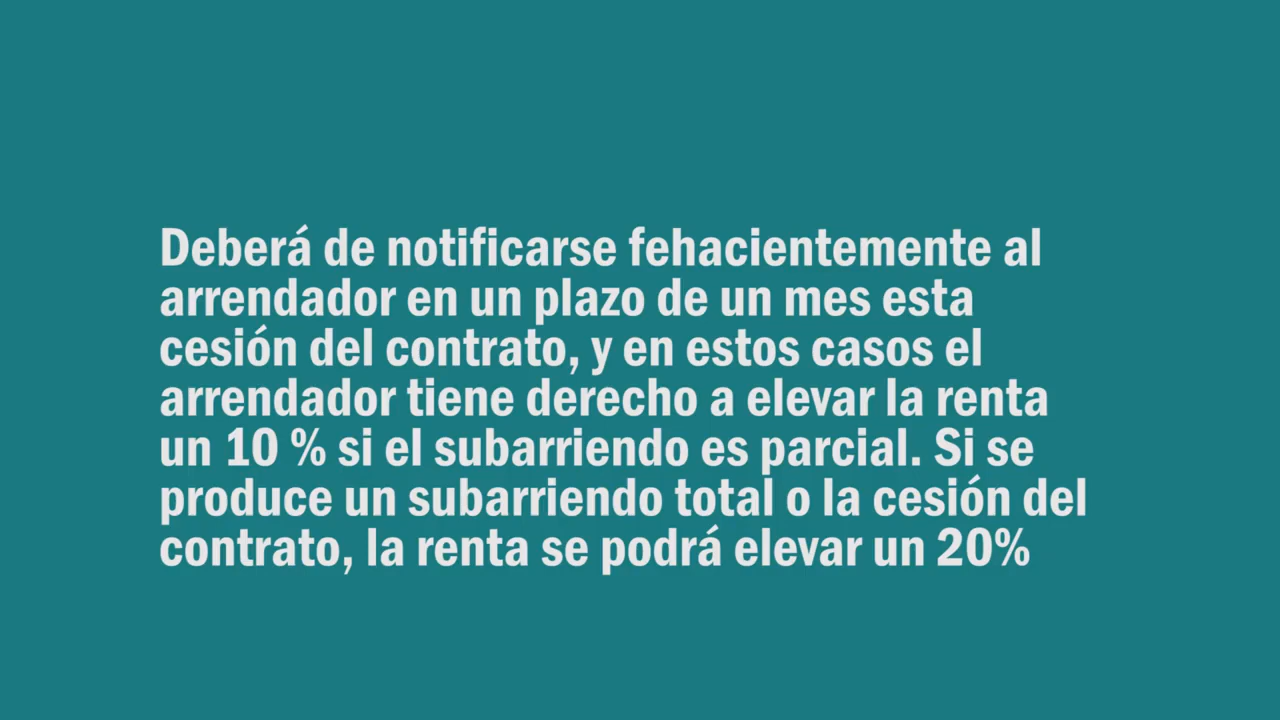 Deberá de notificarse fehacientemente al
arrendador en un plazo de un mes esta
cesión del contrato, y en estos casos el
arrendador tiene derecho a elevar la renta
un 10 % si el subarriendo es parcial. Si se
produce un subarriendo total o la cesión del
contrato, la renta se podrá elevar un 20%